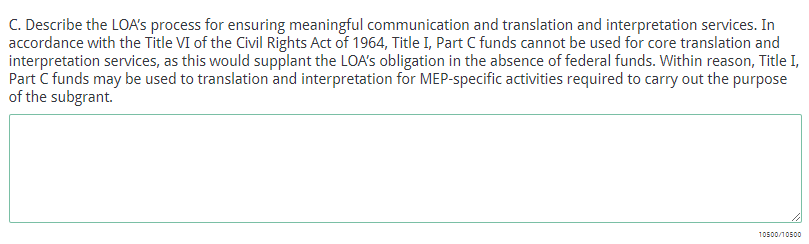 C. Describe the LOA's process for ensuring meaningful communication and translation and interpretation services. In
accordance with the Title VI of the Civil Rights Act of 1964, Title I, Part C funds cannot be used for core translation and
interpretation services, as this would supplant the LOA's obligation in the absence of federal funds. Within reason, Title I,
Part C funds may be used to translation and interpretation for MEP-specific activities required to carry out the purpose
of the subgrant.
10500/10500